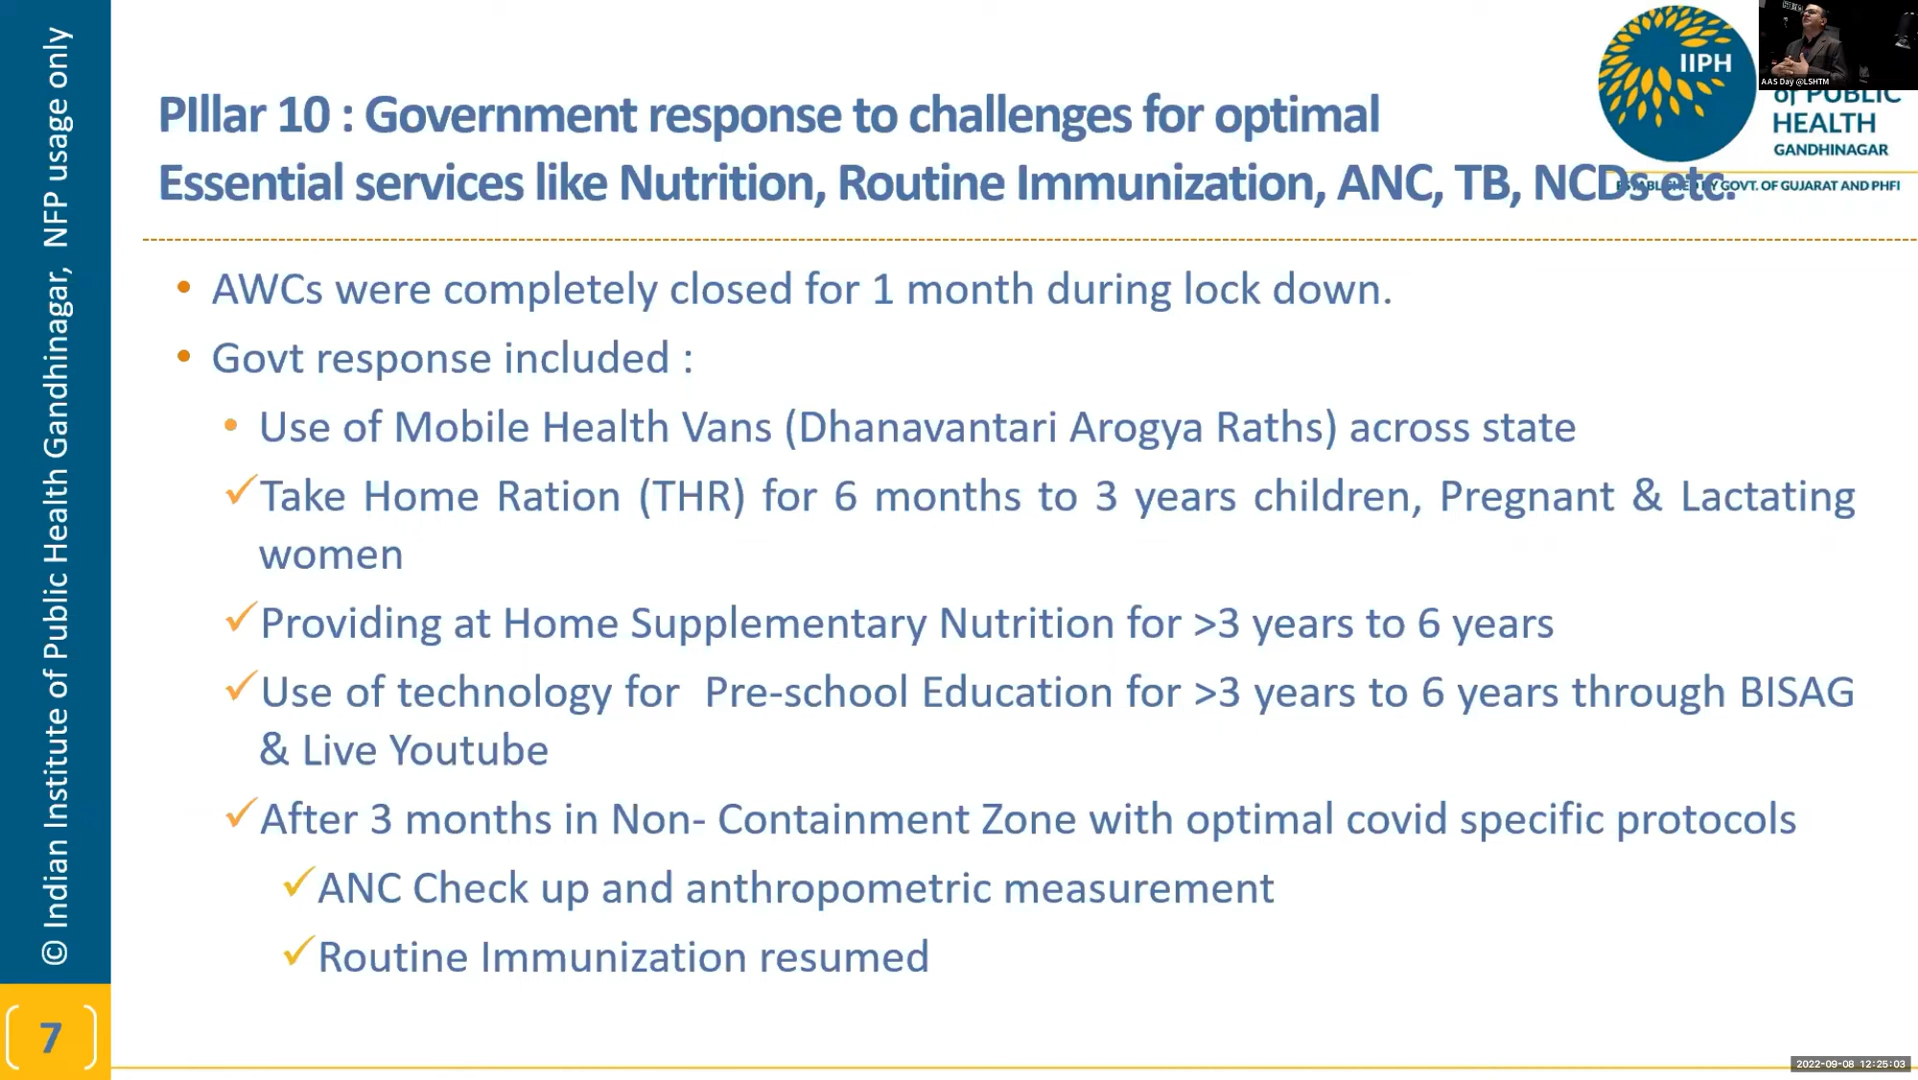 © Indian Institute of Public Health Gandhinagar, NFP usage only
PIllar 10 : Government response to challenges for optimal
Essential services like Nutrition, Routine Immunization, ANC, TB, NCDs etc.
IIPH
AAS Day @LSHTM
of PUBLIC
HEALTH
GANDHINAGAR
ESTABLISHED BY GOVT. OF GUJARAT AND PHFI
• AWCs were completely closed for 1 month during lock down.
• Govt response included :
• Use of Mobile Health Vans (Dhanavantari Arogya Raths) across state
✓Take Home Ration (THR) for 6 months to 3 years children, Pregnant & Lactating
women
✓Providing at Home Supplementary Nutrition for >3 years to 6 years
✓Use of technology for Pre-school Education for >3 years to 6 years through BISAG
& Live Youtube
✓After 3 months in Non- Containment Zone with optimal covid specific protocols
✓ANC Check up and anthropometric measurement
✓Routine Immunization resumed
7
2022-09-08 12:25:03